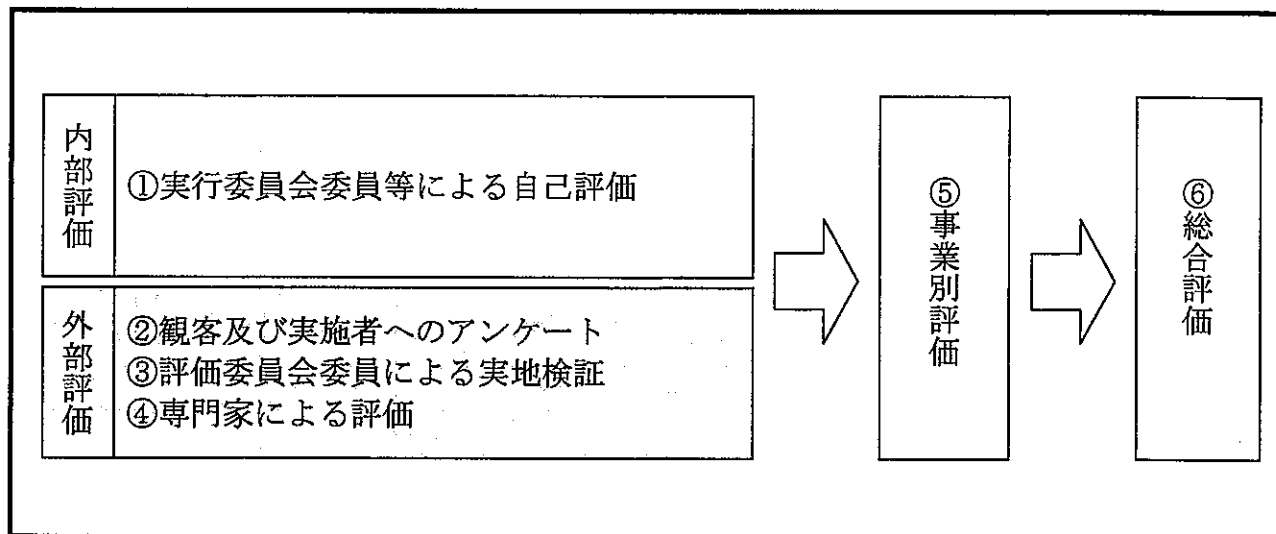 内部評価
①実行委員会委員等による自己評価
外部評価
②観客及び実施者へのアンケート
③評価委員会委員による実地検証
④専門家による評価
⑤事業別評価
⑥総合評価